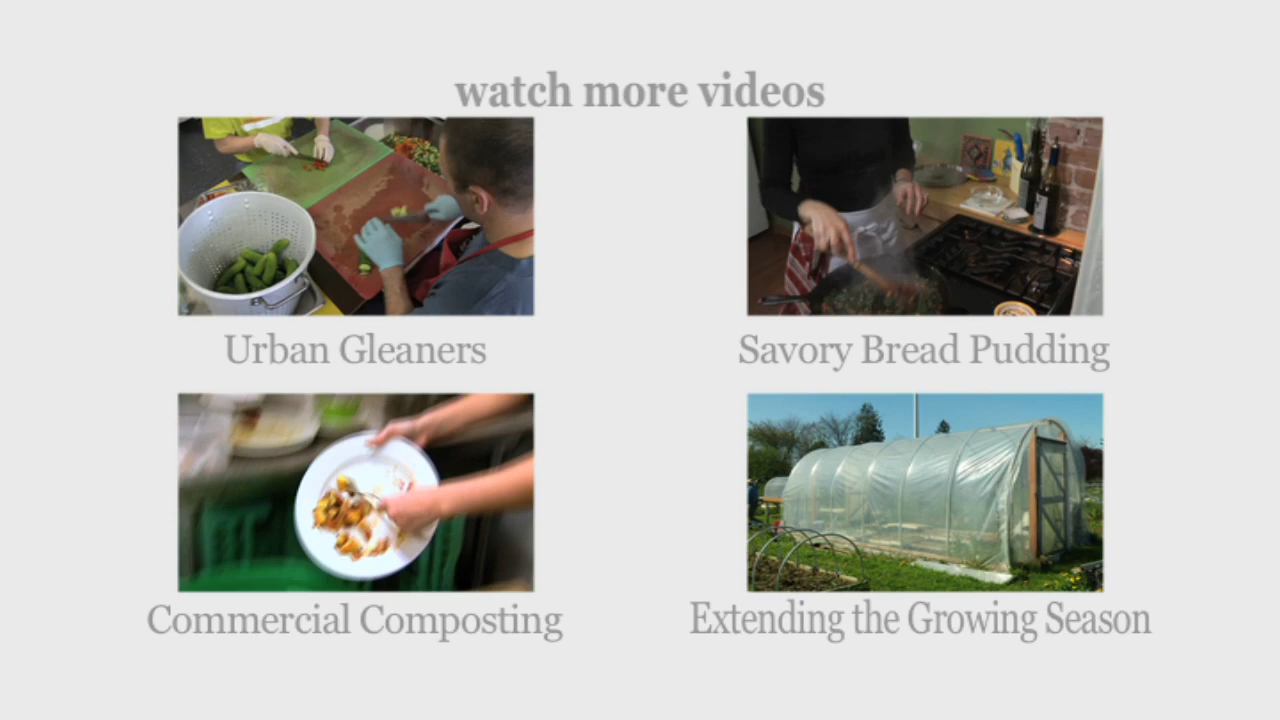 watch more videos
Urban Gleaners
Savory Bread Pudding
Commercial Composting
Extending the Growing Season